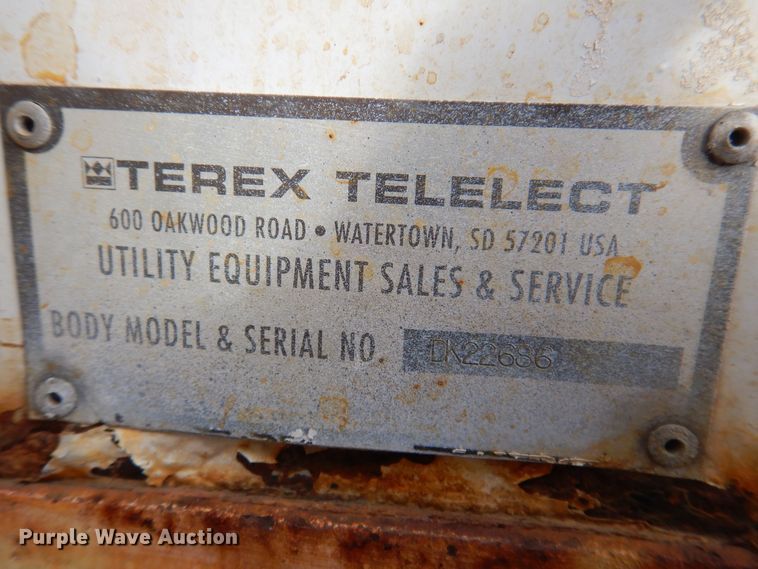 TEREX TELELECT
600 OAKWOOD ROAD • WATERTOWN, SD 57201 USA
UTILITY EQUIPMENT SALES & SERVICE
BODY MODEL & SERIAL NO. DK22686
Purple Wave Auction®